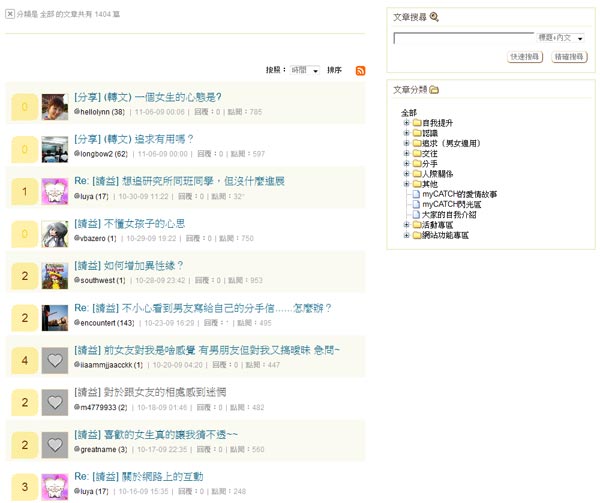 分類是 全部 的文章共有 1404 篇
按照： 時間 排序
0
[分享] (轉文) 一個女生的心態是?
@hellolynn (38) | 11-06-09 00:06 | 回覆：0 | 點閱：785
0
[分享] (轉文) 追求有用嗎？
@longbow2 (62) | 11-06-09 00:00 | 回覆：0 | 點閱：597
1
Re: [請益] 想追研究所同班同學，但沒什麼進展
@luya (17) | 10-30-09 11:22 | 回覆：0 | 點閱：
0
[請益] 不懂女孩子的心思
@vbazero (1) | 10-29-09 19:22 | 回覆：0 | 點閱：750
2
[請益] 如何增加異性緣？
@southwest (1) | 10-28-09 23:42 | 回覆：0 | 點閱：953
2
Re: [請益] 不小心看到男友寫給自己的分手信......怎麼辦？
@encountert (143) | 10-23-09 16:29 | 回覆： | 點閱：495
4
[請益] 前女友對我是啥感覺 有男朋友但對我又搞曖昧 急問~
@iiaammjjaacckk (1) | 10-20-09 04:20 | 回覆：0 | 點閱：447
2
[請益] 對於跟女友的相處感到迷惘
@m4779933 (2) | 10-18-09 01:46 | 回覆：0 | 點閱：482
2
[請益] 喜歡的女生真的讓我猜不透~~
@greatname (3) | 10-17-09 22:35 | 回覆：0 | 點閱：560
3
Re: [請益] 關於網路上的互動
@luya (17) | 10-16-09 15:35 | 回覆：0 | 點閱：248
文章搜尋
標題+內文
快速搜尋 精確搜尋
文章分類
全部
自我提升
認識
追求（男女適用）
交往
分手
人際關係
其他
myCATCH的愛情故事
myCATCH閃光區
大家的自我介紹
活動專區
網站功能專區